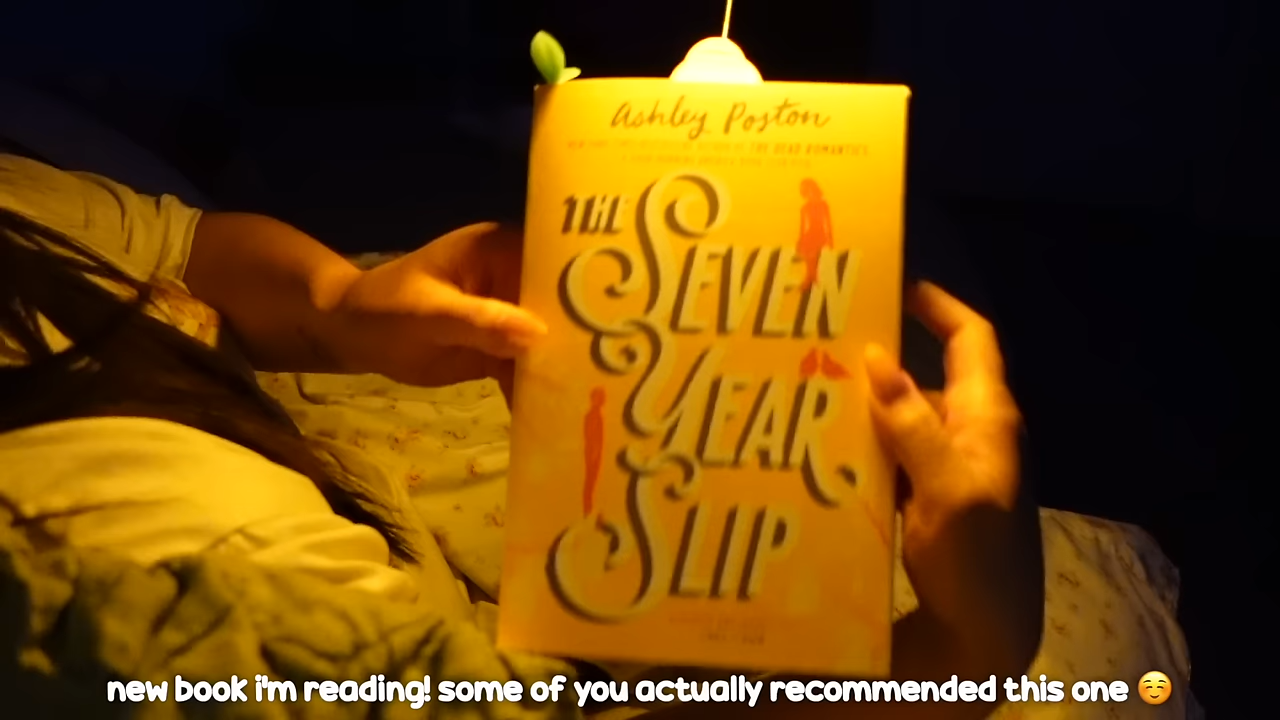 Ashley Poston
THE DEAD ROMANTICS
THE
SEVEN
YEAR
SLIP
new book i'm reading! some of you actually recommended this one ☺️